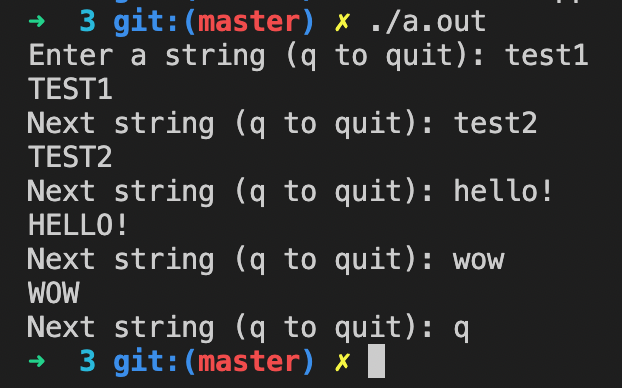 ➜ 3 git:(master) ✗ ./a.out
Enter a string (q to quit): test1
TEST1
Next string (q to quit): test2
TEST2
Next string (q to quit): hello!
HELLO!
Next string (q to quit): wow
WOW
Next string (q to quit): q
➜ 3 git:(master) ✗